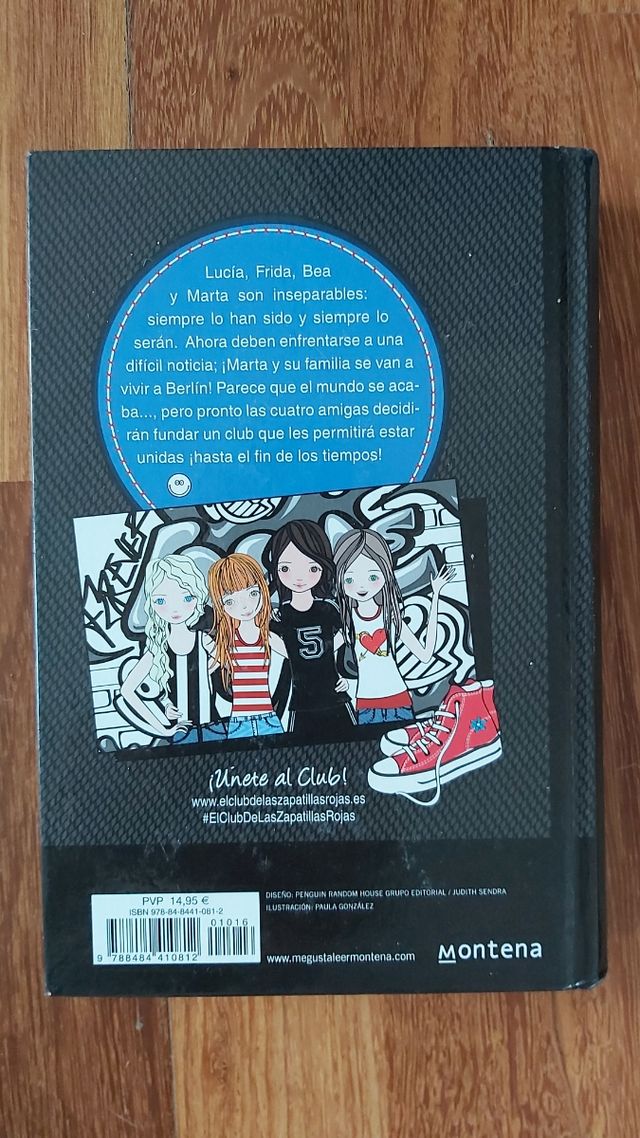 Lucía, Frida, Bea
y Marta son inseparables:
siempre lo han sido y siempre lo
serán. Ahora deben enfrentarse a una
difícil noticia; ¡Marta y su familia se van a
vivir a Berlín! Parece que el mundo se aca-
ba..., pero pronto las cuatro amigas decidi-
rán fundar un club que les permitirá estar
unidas ¡hasta el fin de los tiempos!
5
¡Únete al Club!
www.elclubdelaszapatillasrojas.es
#ElClubDeLasZapatillasRojas
PVP 14,95 €
ISBN 978-84-8441-081-2
01016
9 788484 410812
DISEÑO: PENGUIN RANDOM HOUSE GRUPO EDITORIAL / JUDITH SENDRA
ILUSTRACIÓN: PAULA GONZÁLEZ
www.megustaleermontena.com
Montena